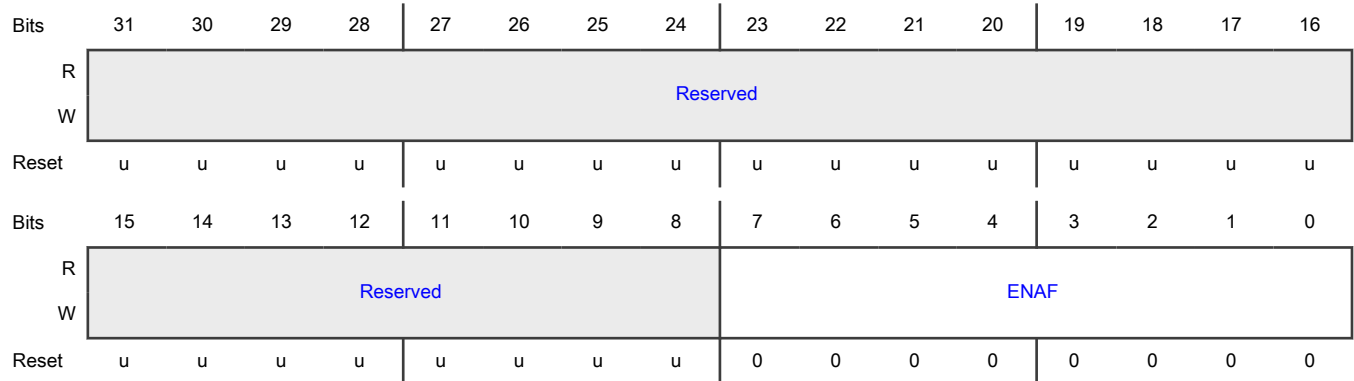 Bits 31 30 29 28 27 26 25 24 23 22 21 20 19 18 17 16
R
Reserved
W
Reset u u u u u u u u u u u u u u u u
Bits 15 14 13 12 11 10 9 8 7 6 5 4 3 2 1 0
R
Reserved ENAF
W
Reset u u u u u u u u 0 0 0 0 0 0 0 0